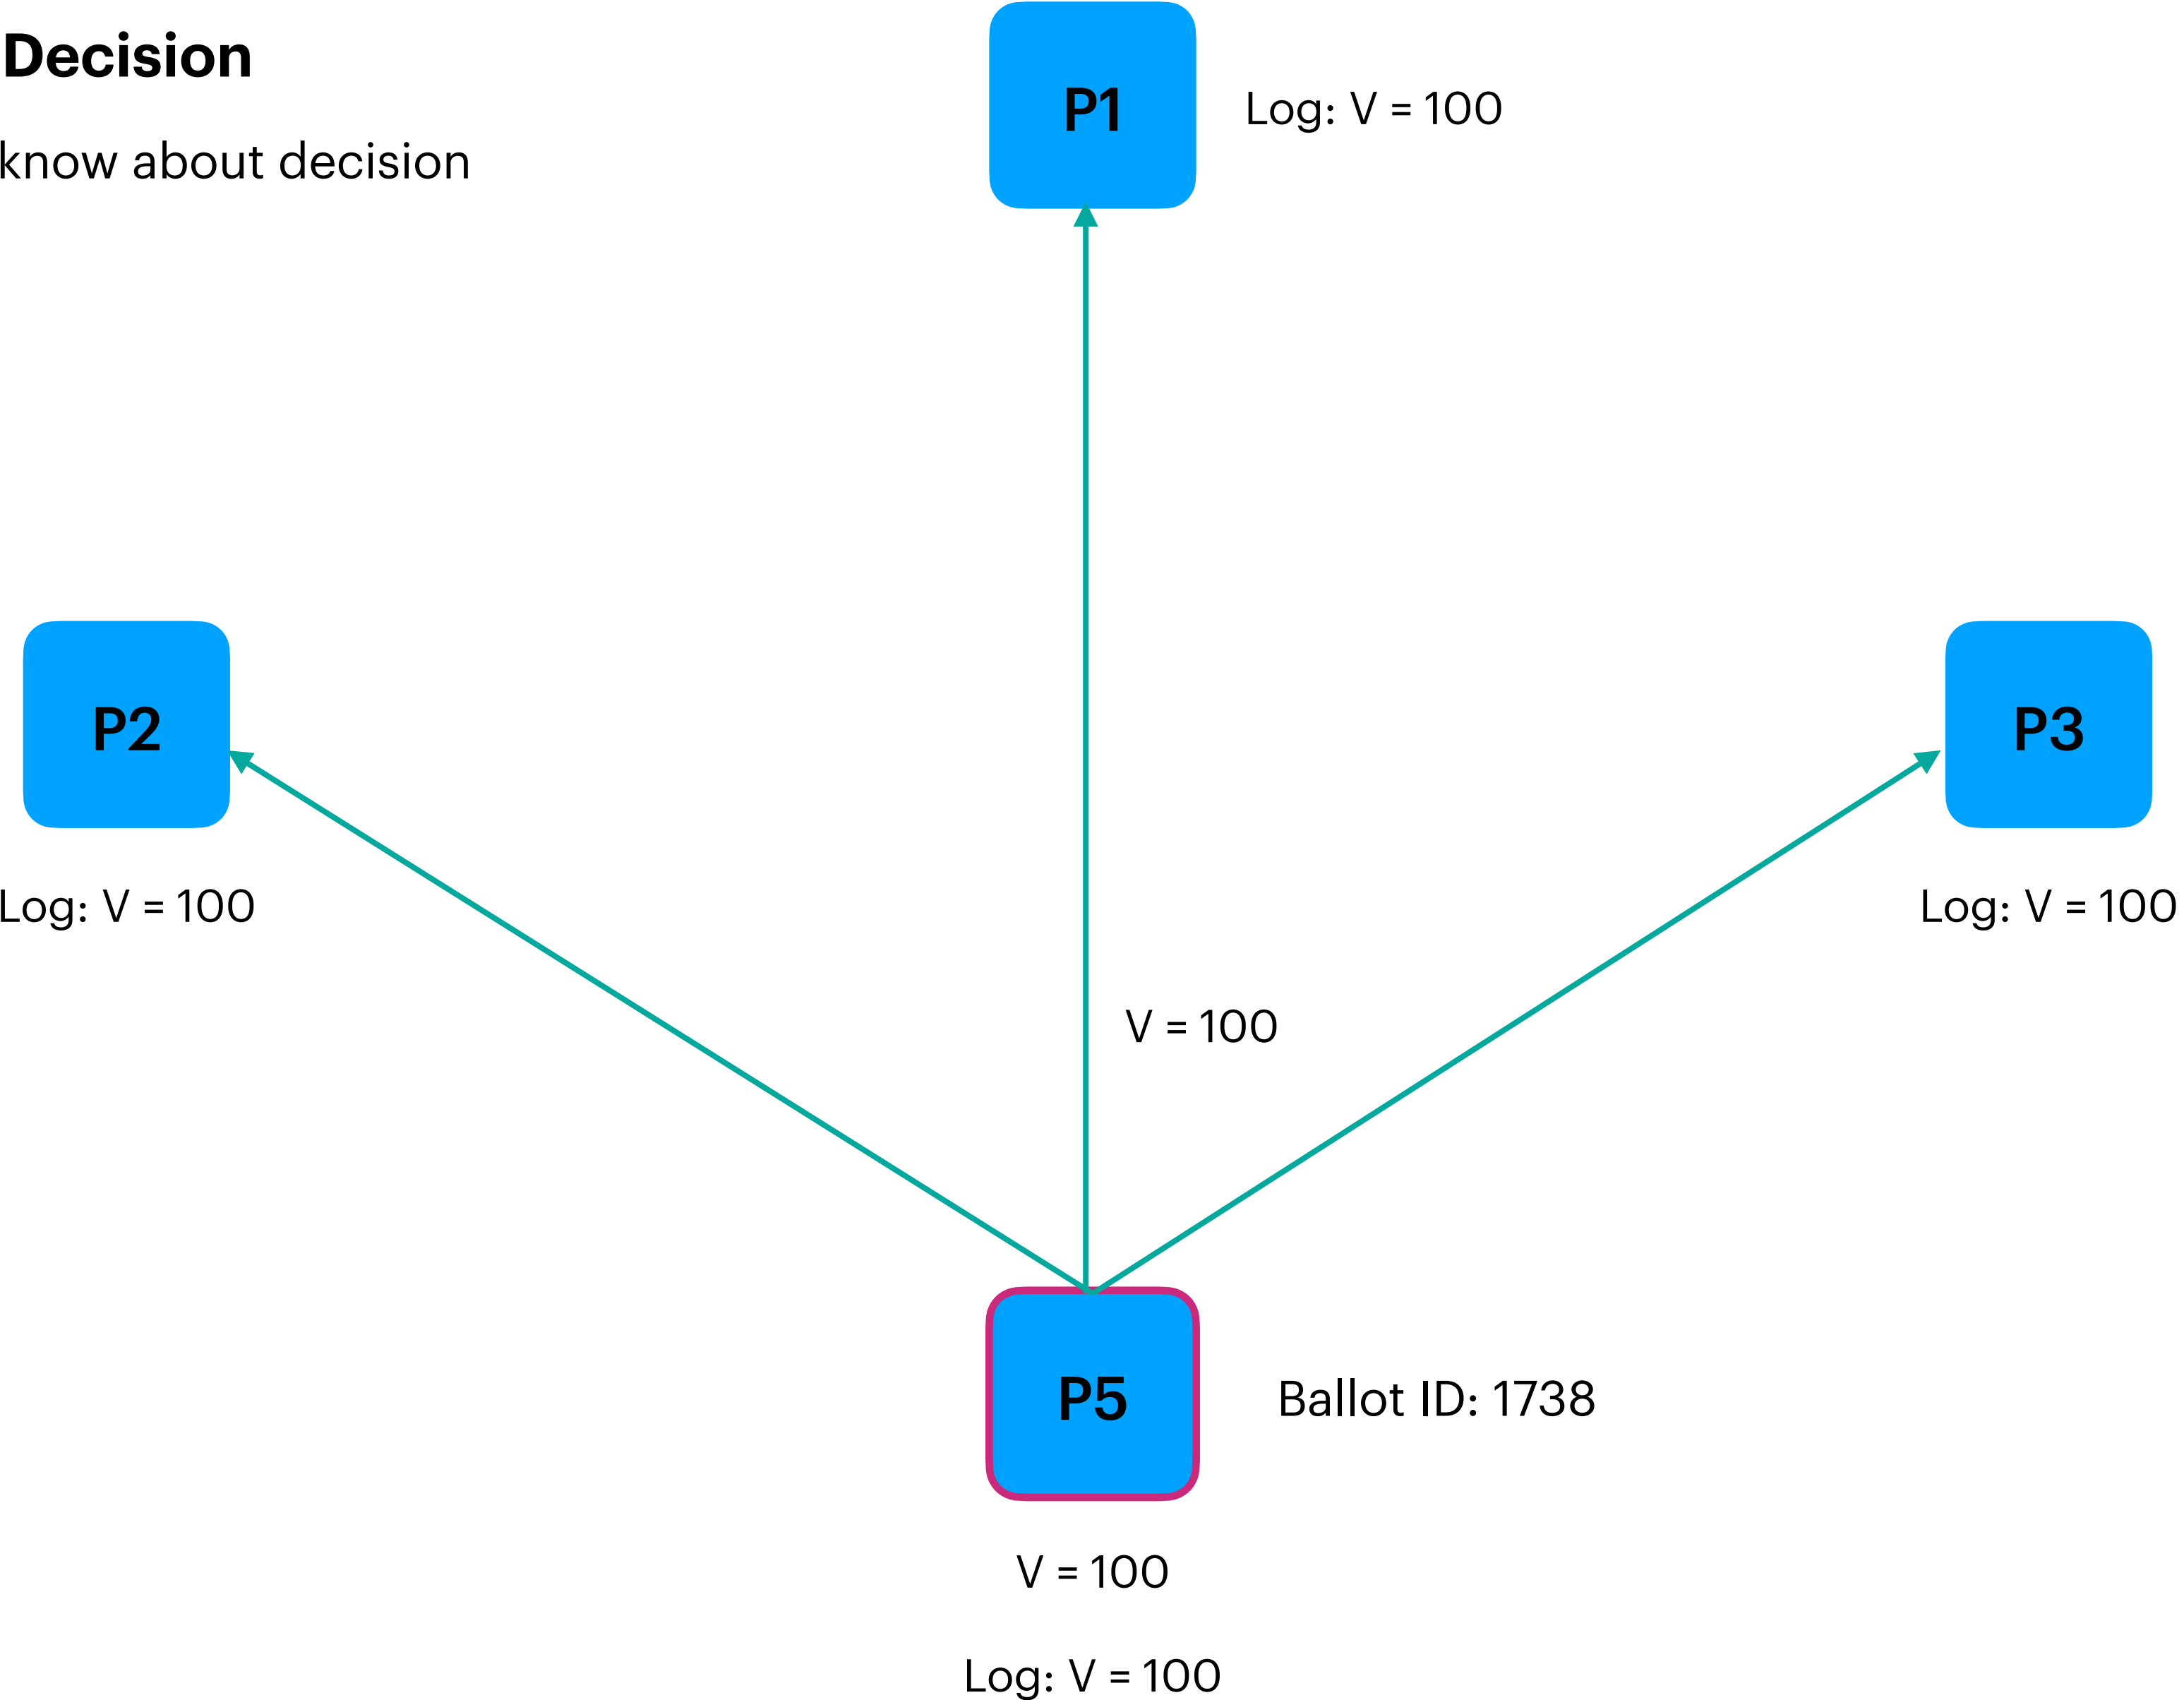 Decision
know about decision
P1
Log: V = 100
P2
P3
Log: V = 100
Log: V = 100
V = 100
P5
Ballot ID: 1738
V = 100
Log: V = 100